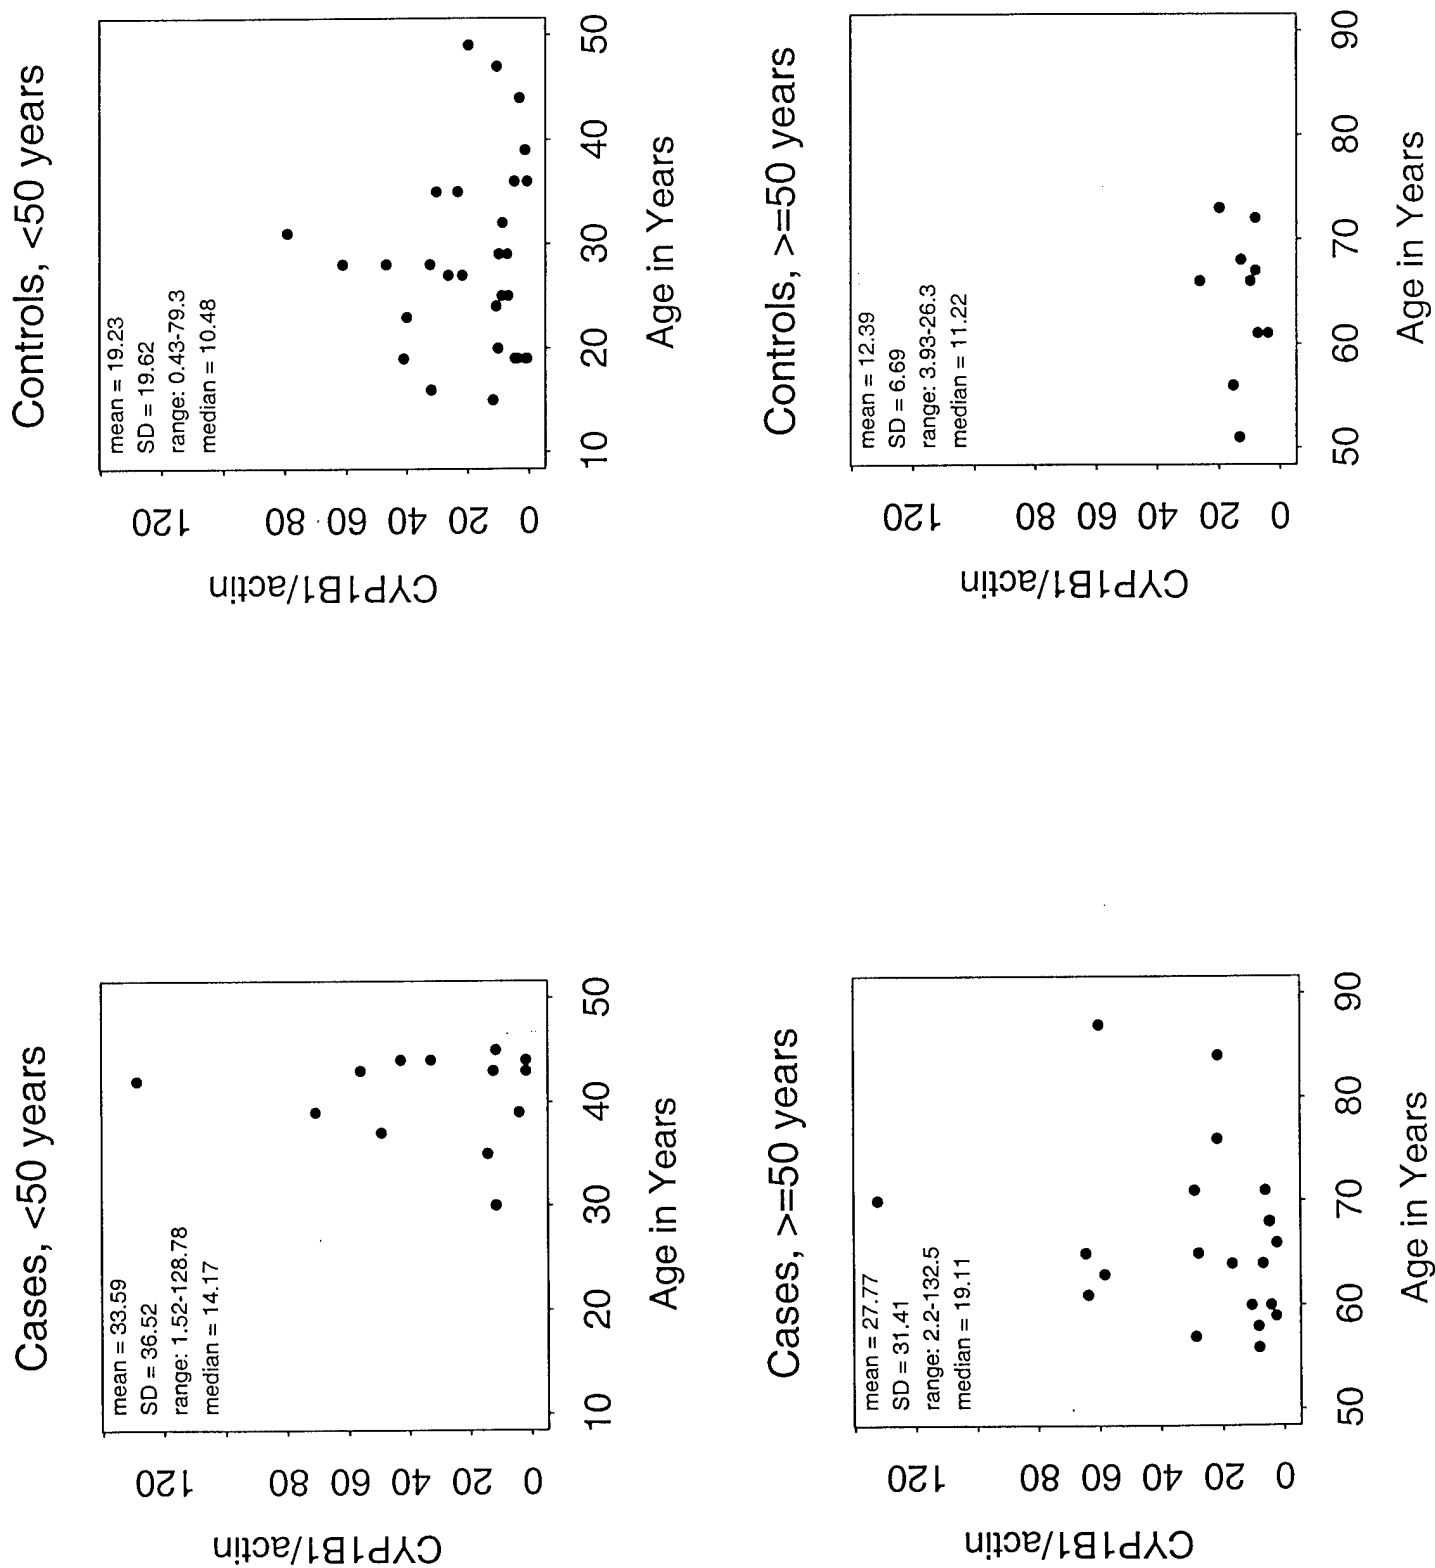 Cases, <50 years
mean = 33.59
SD = 36.52
range: 1.52-128.78
median = 14.17
CYP1B1/actin
120
80
60
40
20
0
10
20
30
40
50
Age in Years
Controls, <50 years
mean = 19.23
SD = 19.62
range: 0.43-79.3
median = 10.48
CYP1B1/actin
120
80
60
40
20
0
10
20
30
40
50
Age in Years
Cases, >=50 years
mean = 27.77
SD = 31.41
range: 2.2-132.5
median = 19.11
CYP1B1/actin
120
80
60
40
20
0
50
60
70
80
90
Age in Years
Controls, >=50 years
mean = 12.39
SD = 6.69
range: 3.93-26.3
median = 11.22
CYP1B1/actin
120
80
60
40
20
0
50
60
70
80
90
Age in Years